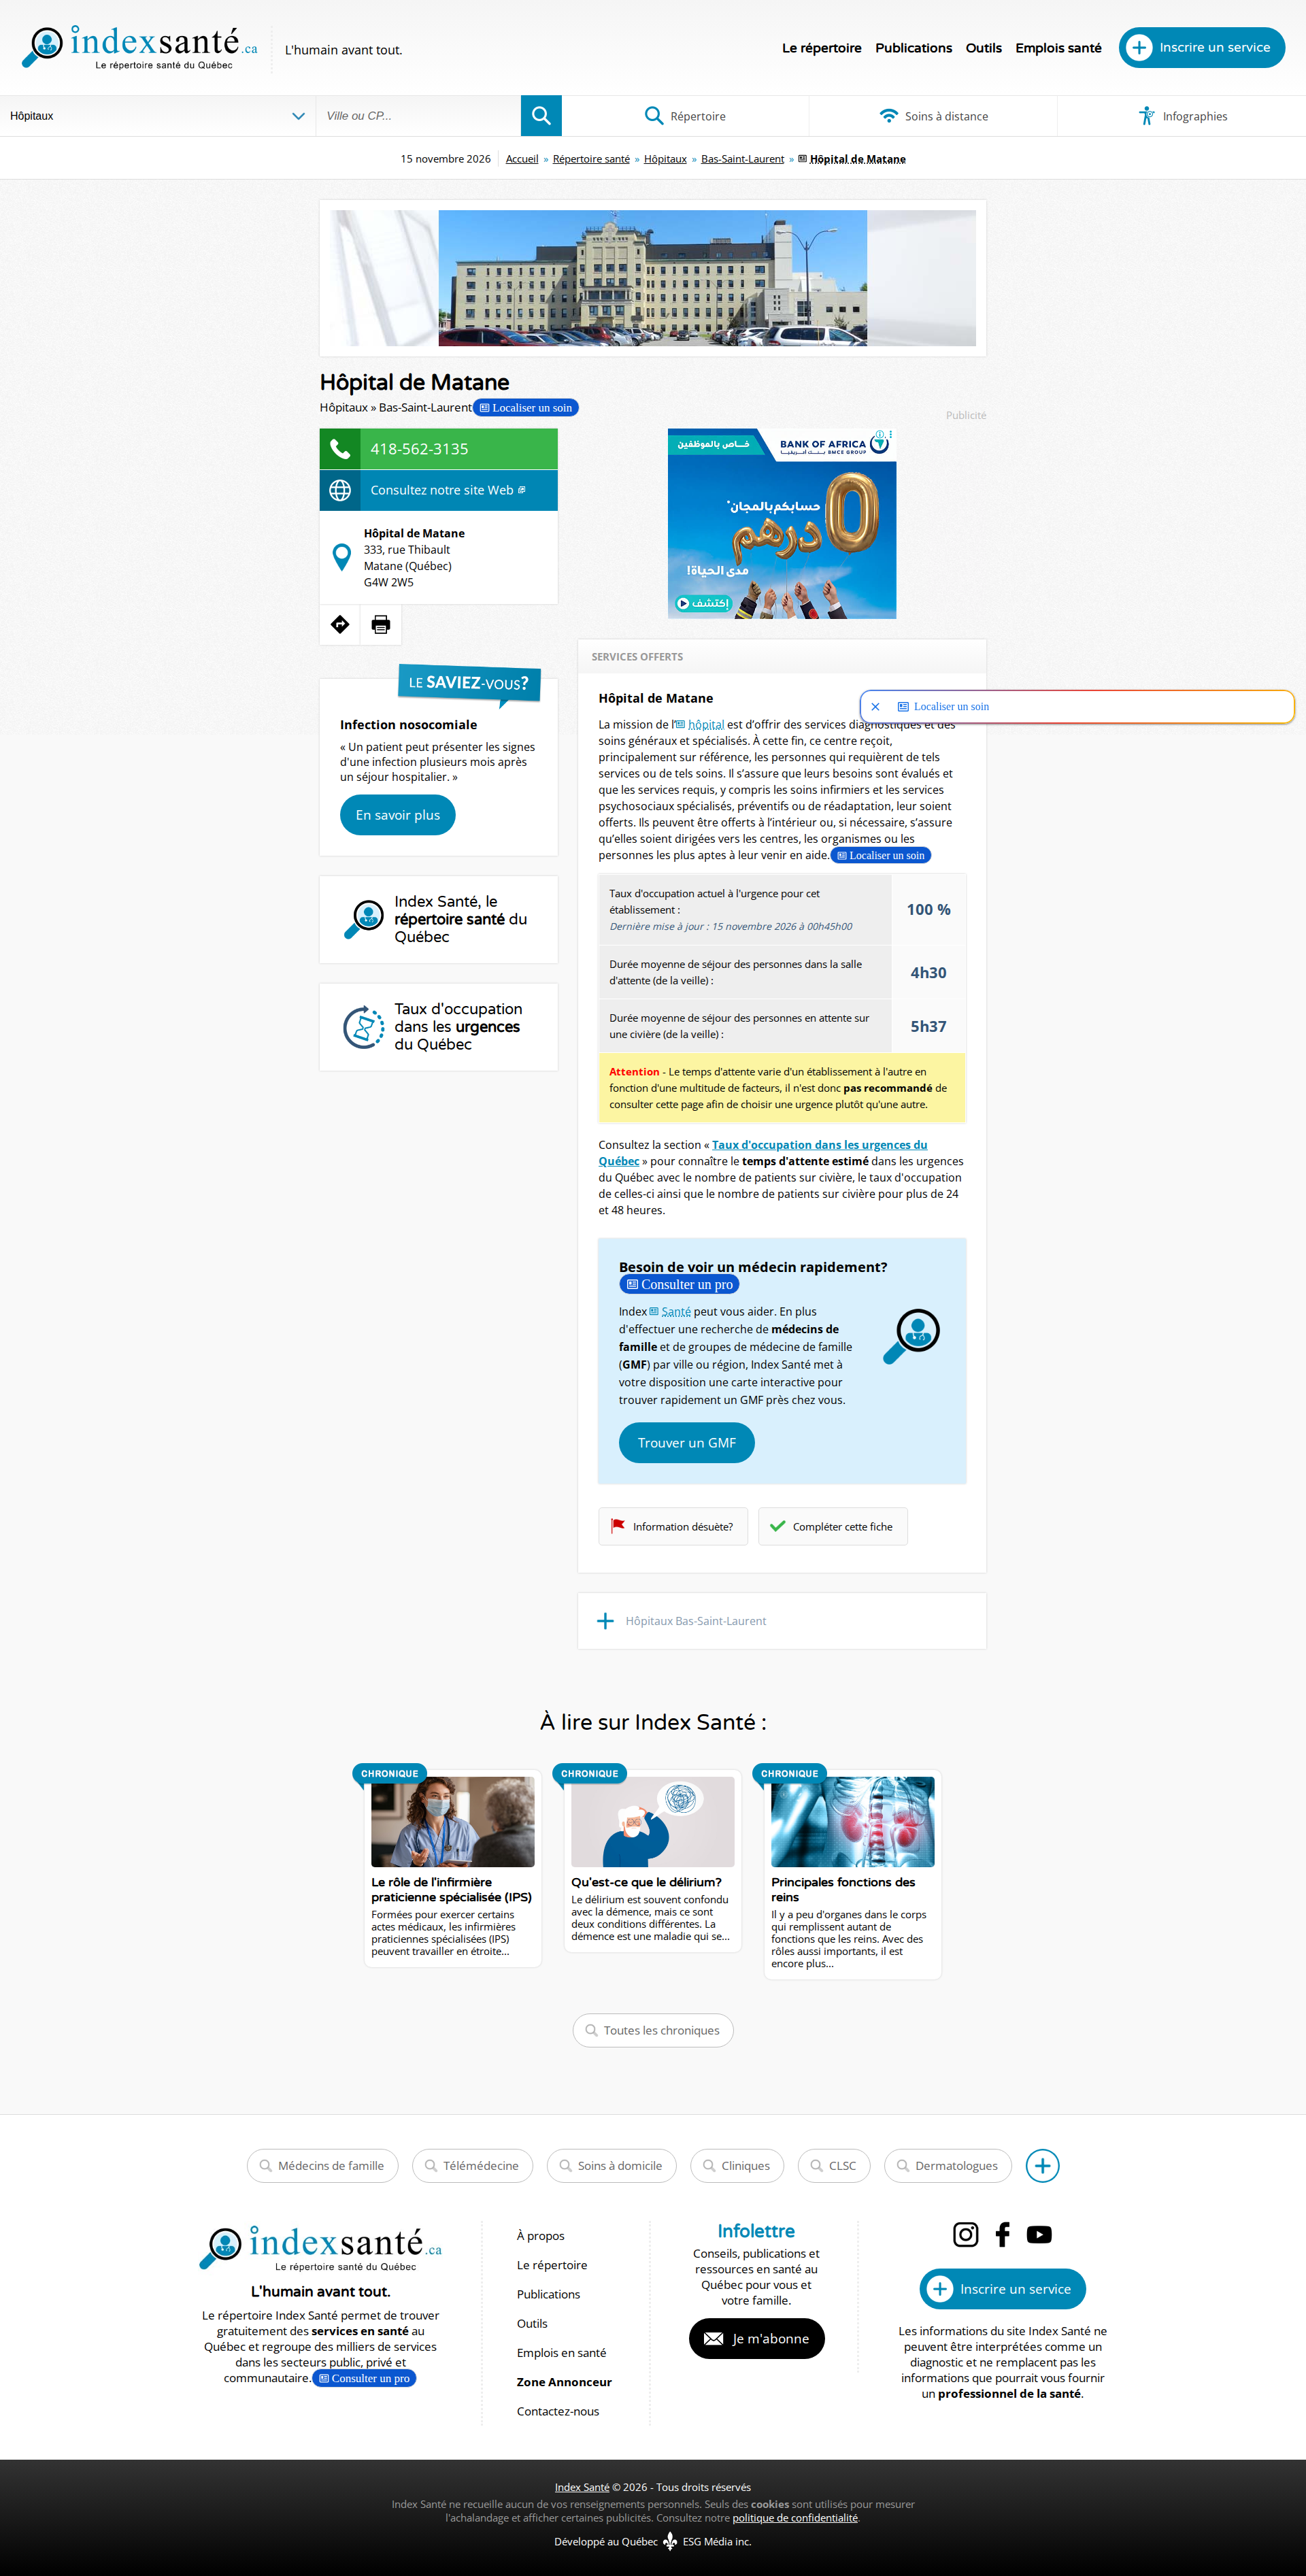 indexsanté.ca
Le répertoire santé du Québec
L'humain avant tout.
Le répertoire
Publications
Outils
Emplois santé
Inscrire un service
Hôpitaux
Ville ou CP...
Répertoire
Soins à distance
Infographies
15 novembre 2026 Accueil » Répertoire santé » Hôpitaux » Bas-Saint-Laurent » Hôpital de Matane
Hôpital de Matane
Hôpitaux » Bas-Saint-Laurent Localiser un soin
Publicité
418-562-3135
Consultez notre site Web
Hôpital de Matane
333, rue Thibault
Matane (Québec)
G4W 2W5
خـــاص بالموظفين
BANK OF AFRICA
BMCE GROUP
بنــك أفـريقيــا
حسابكم بالمجان*
0 درهم
مدى الحياة!
إكتشف
LE SAVIEZ-VOUS?
Infection nosocomiale
« Un patient peut présenter les signes
d'une infection plusieurs mois après
un séjour hospitalier. »
En savoir plus
Index Santé, le
répertoire santé du
Québec
Taux d'occupation
dans les urgences
du Québec
SERVICES OFFERTS
Localiser un soin
Hôpital de Matane
La mission de l’hôpital est d’offrir des services diagnostiques et des
soins généraux et spécialisés. À cette fin, ce centre reçoit,
principalement sur référence, les personnes qui requièrent de tels
services ou de tels soins. Il s’assure que leurs besoins sont évalués et
que les services requis, y compris les soins infirmiers et les services
psychosociaux spécialisés, préventifs ou de réadaptation, leur soient
offerts. Ils peuvent être offerts à l’intérieur ou, si nécessaire, s’assure
qu’elles soient dirigées vers les centres, les organismes ou les
personnes les plus aptes à leur venir en aide. Localiser un soin
Taux d'occupation actuel à l'urgence pour cet
établissement :
Dernière mise à jour : 15 novembre 2026 à 00h45h00
100 %
Durée moyenne de séjour des personnes dans la salle
d'attente (de la veille) :
4h30
Durée moyenne de séjour des personnes en attente sur
une civière (de la veille) :
5h37
Attention - Le temps d'attente varie d'un établissement à l'autre en
fonction d'une multitude de facteurs, il n'est donc pas recommandé de
consulter cette page afin de choisir une urgence plutôt qu'une autre.
Consultez la section « Taux d'occupation dans les urgences du
Québec » pour connaître le temps d'attente estimé dans les urgences
du Québec avec le nombre de patients sur civière, le taux d'occupation
de celles-ci ainsi que le nombre de patients sur civière pour plus de 24
et 48 heures.
Besoin de voir un médecin rapidement?
Consulter un pro
Index Santé peut vous aider. En plus
d'effectuer une recherche de médecins de
famille et de groupes de médecine de famille
(GMF) par ville ou région, Index Santé met à
votre disposition une carte interactive pour
trouver rapidement un GMF près chez vous.
Trouver un GMF
Information désuète?
Compléter cette fiche
Hôpitaux Bas-Saint-Laurent
À lire sur Index Santé :
CHRONIQUE
Le rôle de l'infirmière
praticienne spécialisée (IPS)
Formées pour exercer certains
actes médicaux, les infirmières
praticiennes spécialisées (IPS)
peuvent travailler en étroite...
CHRONIQUE
Qu'est-ce que le délirium?
Le délirium est souvent confondu
avec la démence, mais ce sont
deux conditions différentes. La
démence est une maladie qui se...
CHRONIQUE
Principales fonctions des
reins
Il y a peu d'organes dans le corps
qui remplissent autant de
fonctions que les reins. Avec des
rôles aussi importants, il est
encore plus...
Toutes les chroniques
Médecins de famille
Télémédecine
Soins à domicile
Cliniques
CLSC
Dermatologues
indexsanté.ca
Le répertoire santé du Québec
L'humain avant tout.
Le répertoire Index Santé permet de trouver
gratuitement des services en santé au
Québec et regroupe des milliers de services
dans les secteurs public, privé et
communautaire. Consulter un pro
À propos
Le répertoire
Publications
Outils
Emplois en santé
Zone Annonceur
Contactez-nous
Infolettre
Conseils, publications et
ressources en santé au
Québec pour vous et
votre famille.
Je m'abonne
Inscrire un service
Les informations du site Index Santé ne
peuvent être interprétées comme un
diagnostic et ne remplacent pas les
informations que pourrait vous fournir
un professionnel de la santé.
Index Santé © 2026 - Tous droits réservés
Index Santé ne recueille aucun de vos renseignements personnels. Seuls des cookies sont utilisés pour mesurer
l'achalandage et afficher certaines publicités. Consultez notre politique de confidentialité.
Développé au Québec ESG Média inc.